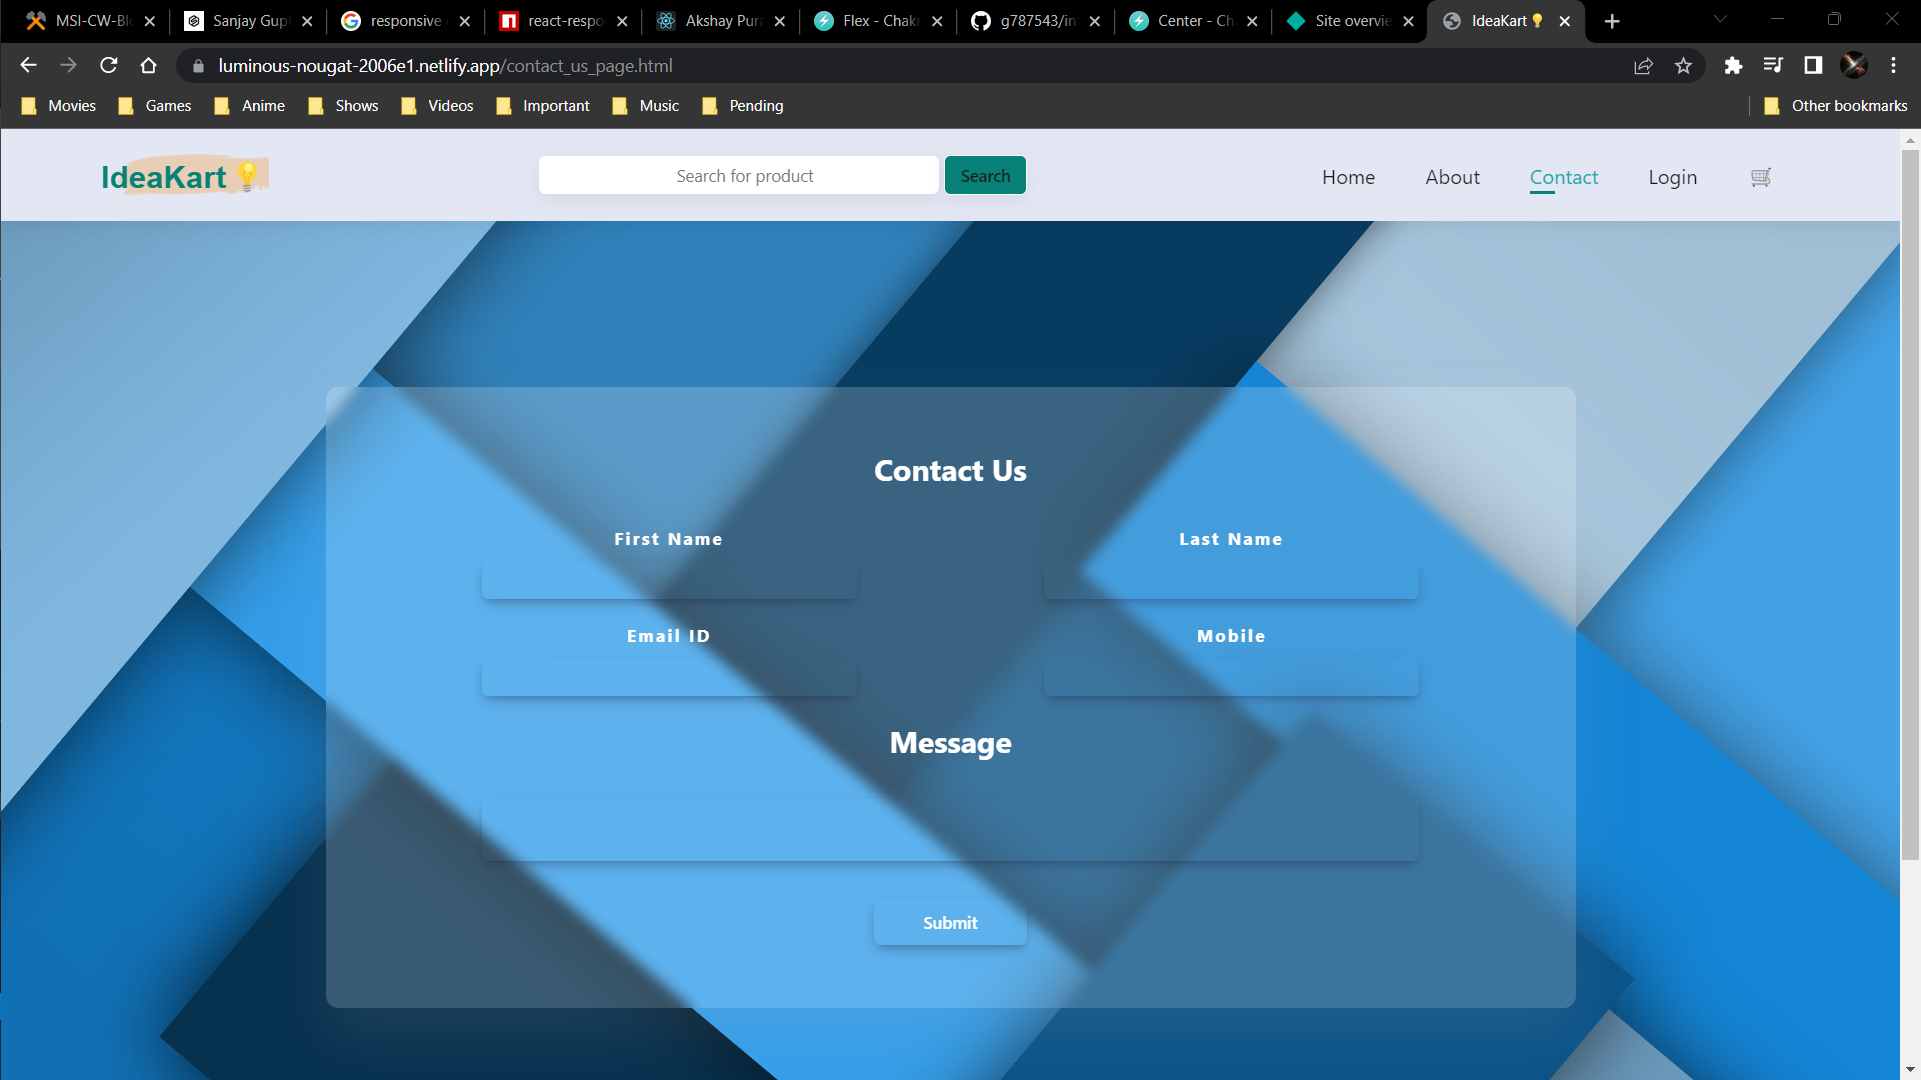 MSI-CW-Bl
Sanjay Gup
responsive
react-respo
Akshay Pura
Flex - Chakr
g787543/in
Center - Ch
Site overvie
IdeaKart
luminous-nougat-2006e1.netlify.app/contact_us_page.html
Movies
Games
Anime
Shows
Videos
Important
Music
Pending
Other bookmarks
IdeaKart
Search for product
Search
Home
About
Contact
Login
Contact Us
First Name
Last Name
Email ID
Mobile
Message
Submit